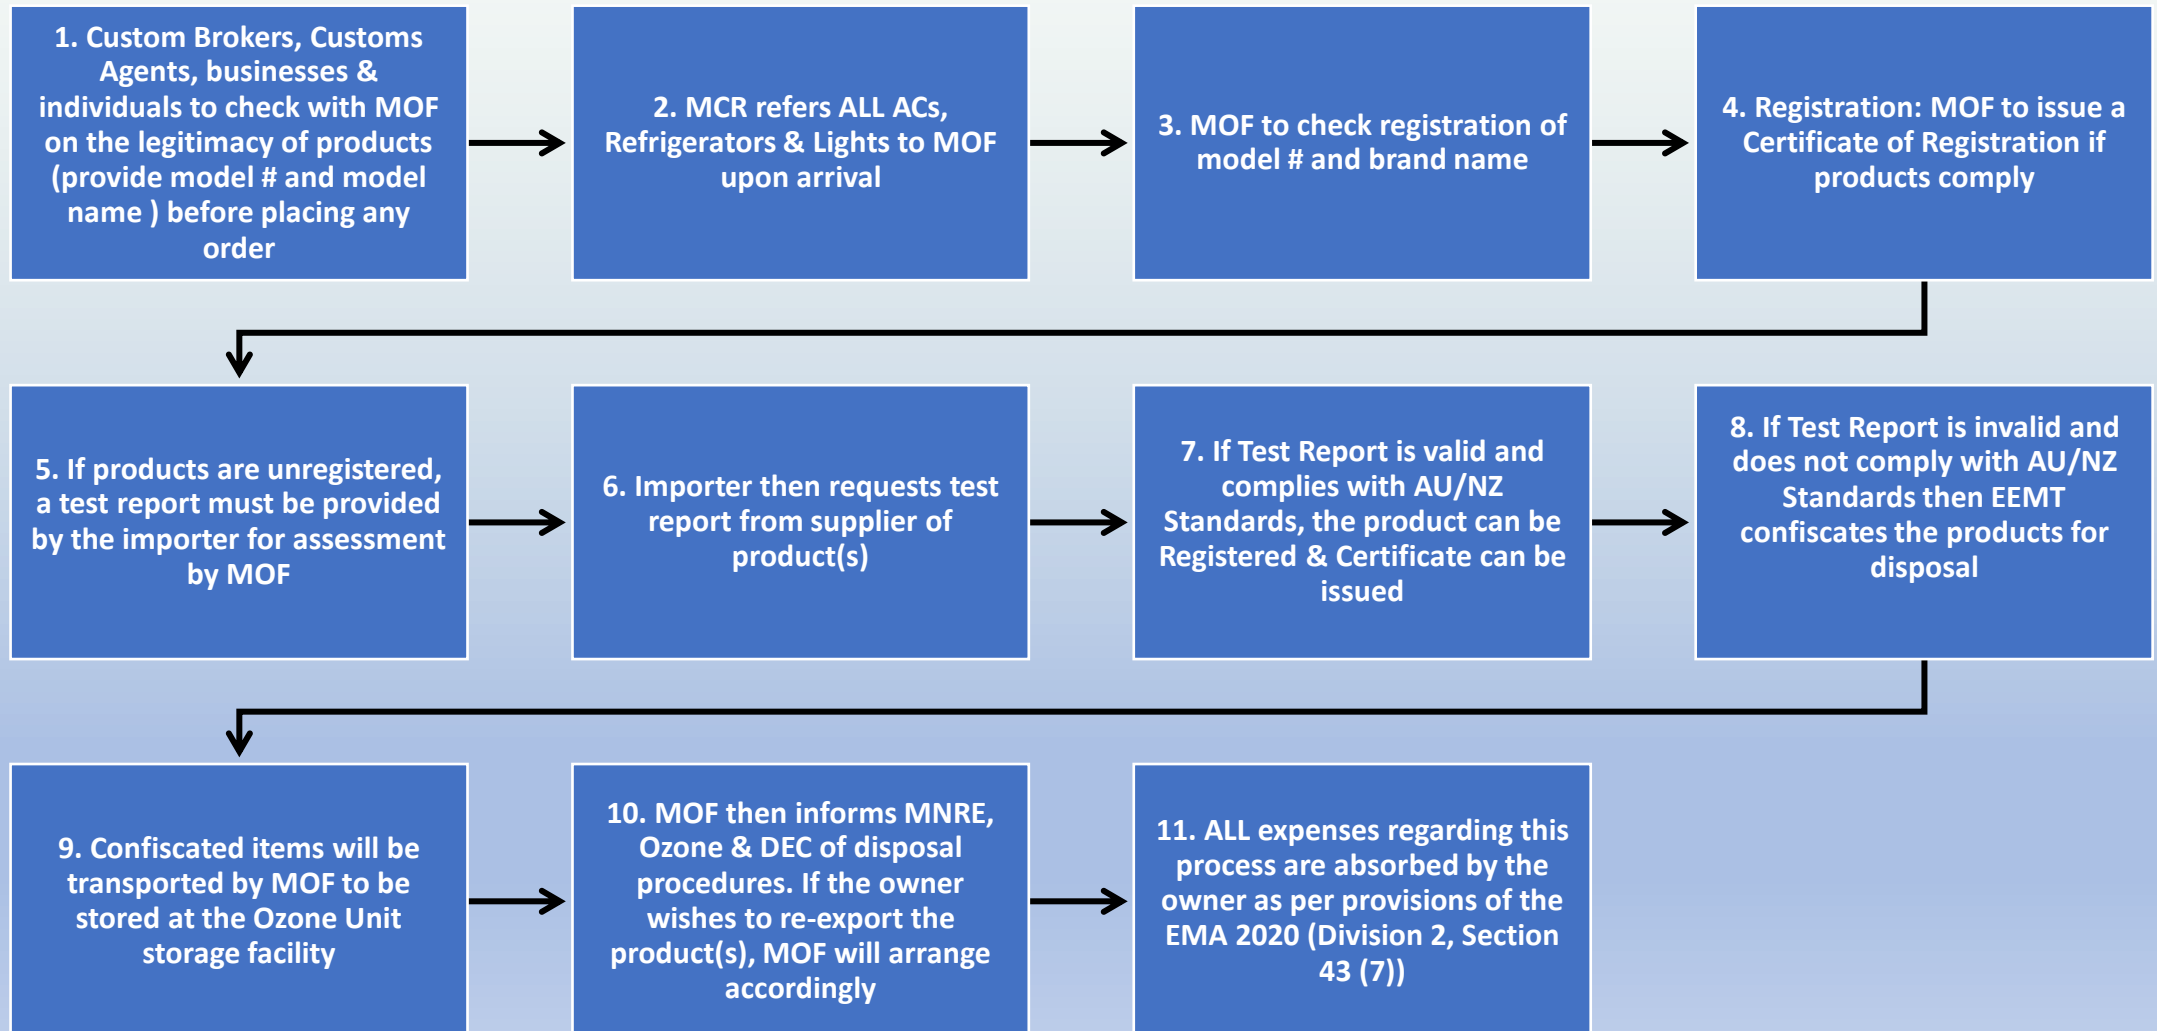 1. Custom Brokers, Customs
Agents, businesses &
individuals to check with MOF
on the legitimacy of products
(provide model # and model
name ) before placing any
order
2. MCR refers ALL ACs,
Refrigerators & Lights to MOF
upon arrival
3. MOF to check registration of
model # and brand name
4. Registration: MOF to issue a
Certificate of Registration if
products comply
5. If products are unregistered,
a test report must be provided
by the importer for assessment
by MOF
6. Importer then requests test
report from supplier of
product(s)
7. If Test Report is valid and
complies with AU/NZ
Standards, the product can be
Registered & Certificate can be
issued
8. If Test Report is invalid and
does not comply with AU/NZ
Standards then EEMT
confiscates the products for
disposal
9. Confiscated items will be
transported by MOF to be
stored at the Ozone Unit
storage facility
10. MOF then informs MNRE,
Ozone & DEC of disposal
procedures. If the owner
wishes to re-export the
product(s), MOF will arrange
accordingly
11. ALL expenses regarding this
process are absorbed by the
owner as per provisions of the
EMA 2020 (Division 2, Section
43 (7))